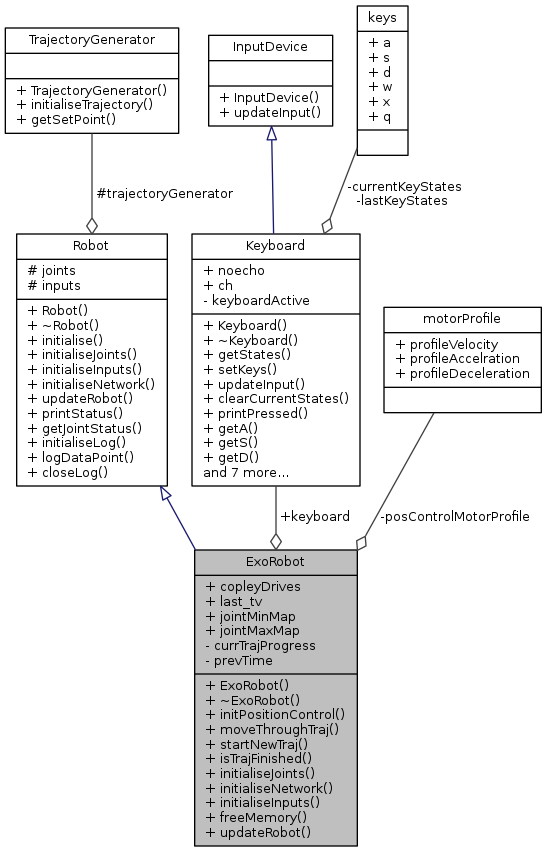 TrajectoryGenerator
+ TrajectoryGenerator()
+ initialiseTrajectory()
+ getSetPoint()
InputDevice
+ InputDevice()
+ updateInput()
keys
+ a
+ s
+ d
+ w
+ x
+ q
#trajectoryGenerator
-currentKeyStates
-lastKeyStates
Robot
# joints
# inputs
+ Robot()
+ ~Robot()
+ initialise()
+ initialiseJoints()
+ initialiseInputs()
+ initialiseNetwork()
+ updateRobot()
+ printStatus()
+ getJointStatus()
+ initialiseLog()
+ logDataPoint()
+ closeLog()
Keyboard
+ noecho
+ ch
- keyboardActive
+ Keyboard()
+ ~Keyboard()
+ getStates()
+ setKeys()
+ updateInput()
+ clearCurrentStates()
+ printPressed()
+ getA()
+ getS()
+ getD()
and 7 more...
motorProfile
+ profileVelocity
+ profileAccelration
+ profileDeceleration
+keyboard
-posControlMotorProfile
ExoRobot
+ copleyDrives
+ last_tv
+ jointMinMap
+ jointMaxMap
- currTrajProgress
- prevTime
+ ExoRobot()
+ ~ExoRobot()
+ initPositionControl()
+ moveThroughTraj()
+ startNewTraj()
+ isTrajFinished()
+ initialiseJoints()
+ initialiseNetwork()
+ initialiseInputs()
+ freeMemory()
+ updateRobot()